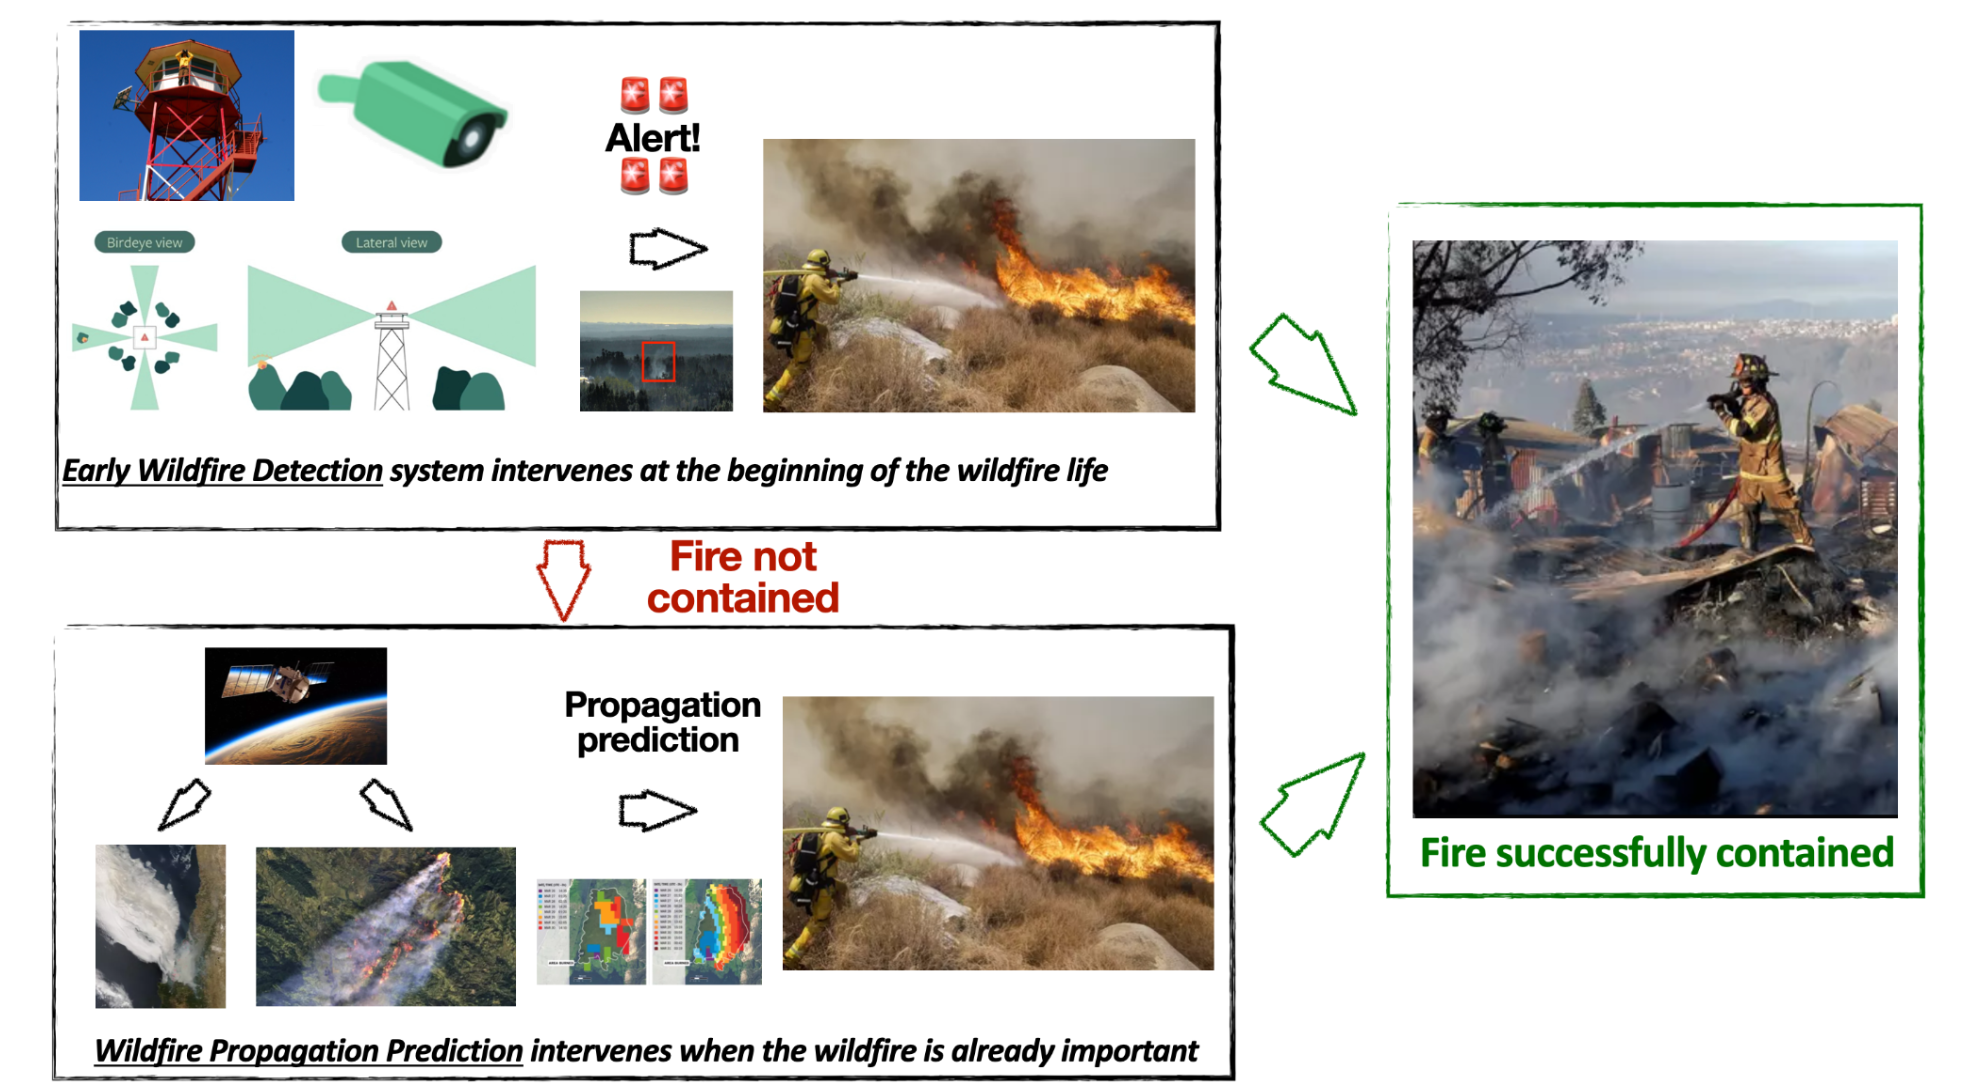 Alert!
Birdeye view
Lateral view
Early Wildfire Detection system intervenes at the beginning of the wildfire life
Fire not
contained
Propagation
prediction
Wildfire Propagation Prediction intervenes when the wildfire is already important
Fire successfully contained